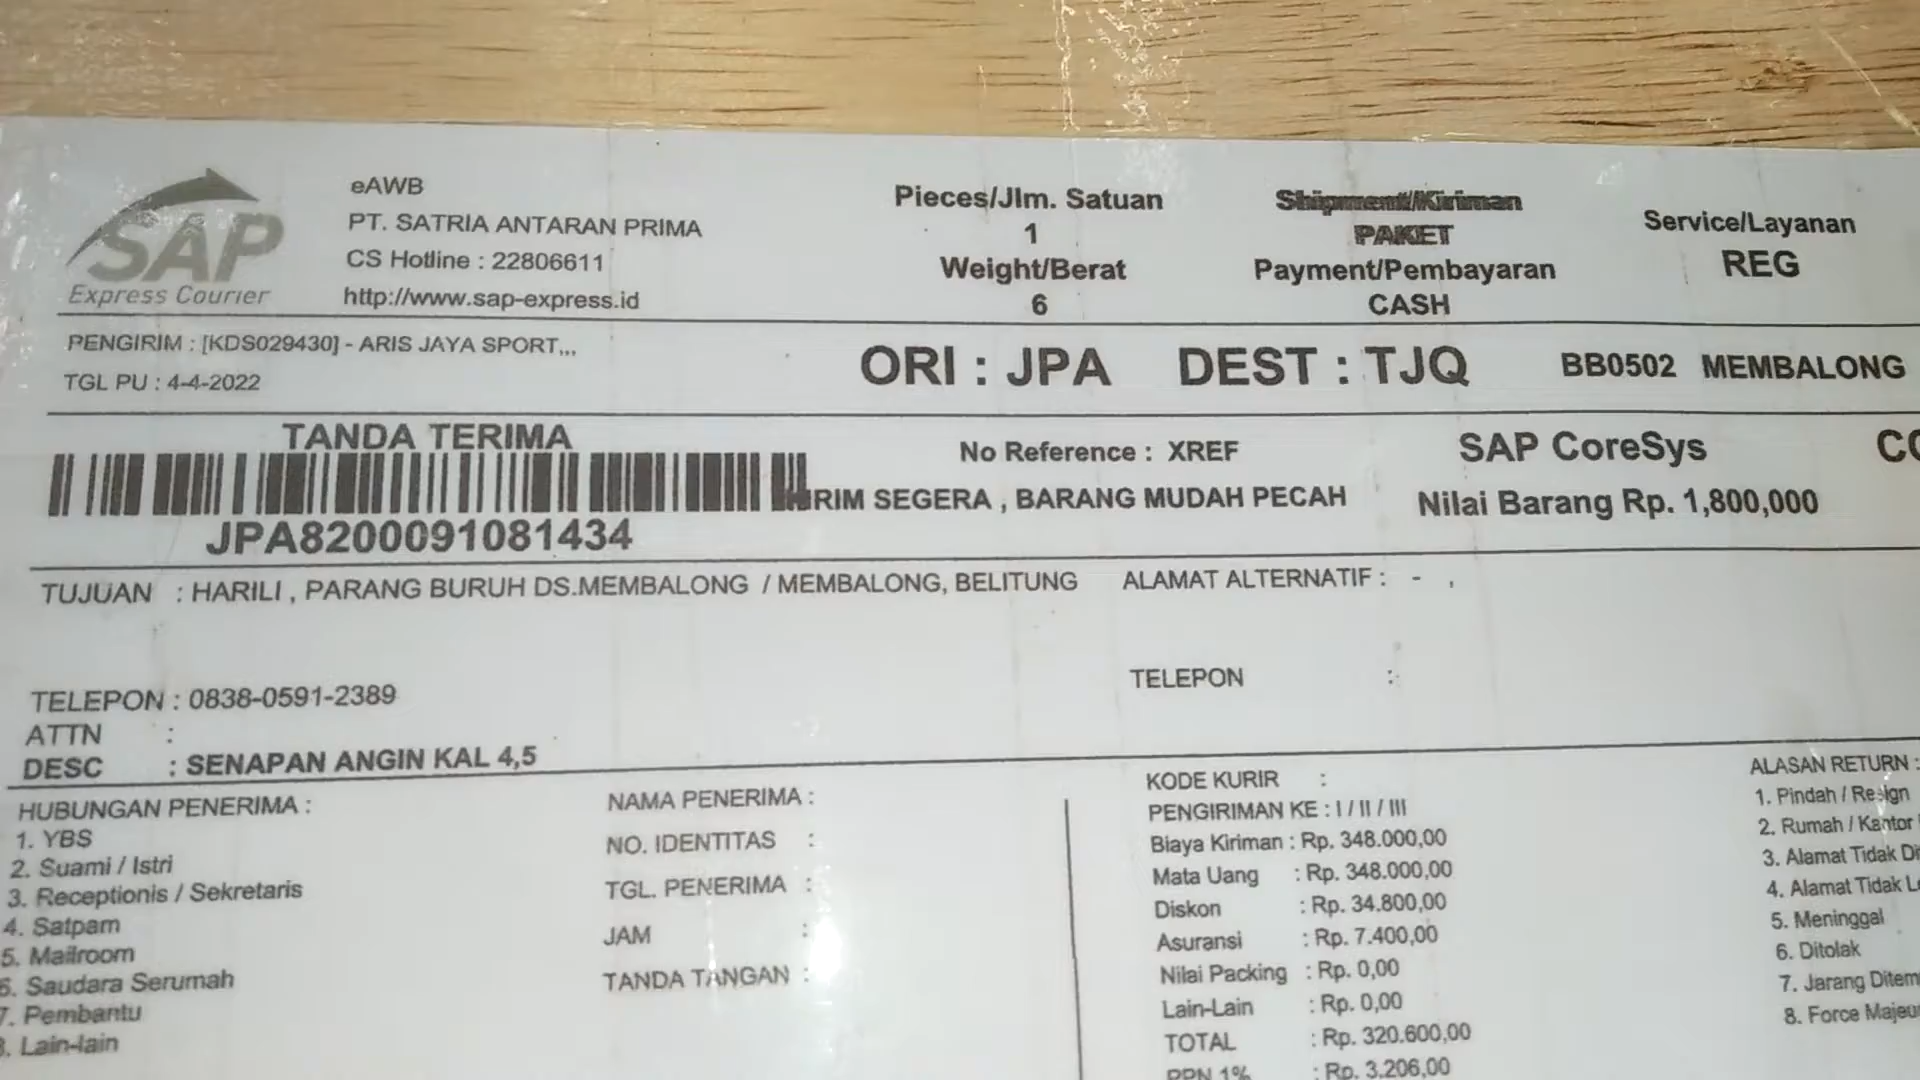 SAP
Express Courier
eAWB
PT. SATRIA ANTARAN PRIMA
CS Hotline : 22806611
http://www.sap-express.id
Pieces/Jlm. Satuan
1
Weight/Berat
6
Shipment/Kiriman
PAKET
Payment/Pembayaran
CASH
Service/Layanan
REG
PENGIRIM : [KDS029430] - ARIS JAYA SPORT,,,
TGL PU : 4-4-2022
ORI : JPA DEST : TJQ BB0502 MEMBALONG
TANDA TERIMA
JPA8200091081434
No Reference : XREF
SEGERA , BARANG MUDAH PECAH
SAP CoreSys
Nilai Barang Rp. 1,800,000
TUJUAN : HARILI , PARANG BURUH DS.MEMBALONG / MEMBALONG, BELITUNG
ALAMAT ALTERNATIF : - ,
TELEPON : 0838-0591-2389
TELEPON :
ATTN :
DESC : SENAPAN ANGIN KAL 4,5
HUBUNGAN PENERIMA :
1. YBS
2. Suami / Istri
3. Receptionis / Sekretaris
4. Satpam
5. Mailroom
6. Saudara Serumah
7. Pembantu
8. Lain-lain
NAMA PENERIMA :
NO. IDENTITAS :
TGL. PENERIMA :
JAM :
TANDA TANGAN :
KODE KURIR :
PENGIRIMAN KE : I / II / III
Biaya Kiriman : Rp. 348.000,00
Mata Uang : Rp. 348.000,00
Diskon : Rp. 34.800,00
Asuransi : Rp. 7.400,00
Nilai Packing : Rp. 0,00
Lain-Lain : Rp. 0,00
TOTAL : Rp. 320.600,00
PPN 1% : Rp. 3.206,00
ALASAN RETURN :
1. Pindah / Resign
2. Rumah / Kantor
3. Alamat Tidak
4. Alamat Tidak
5. Meninggal
6. Ditolak
7. Jarang
8. Force